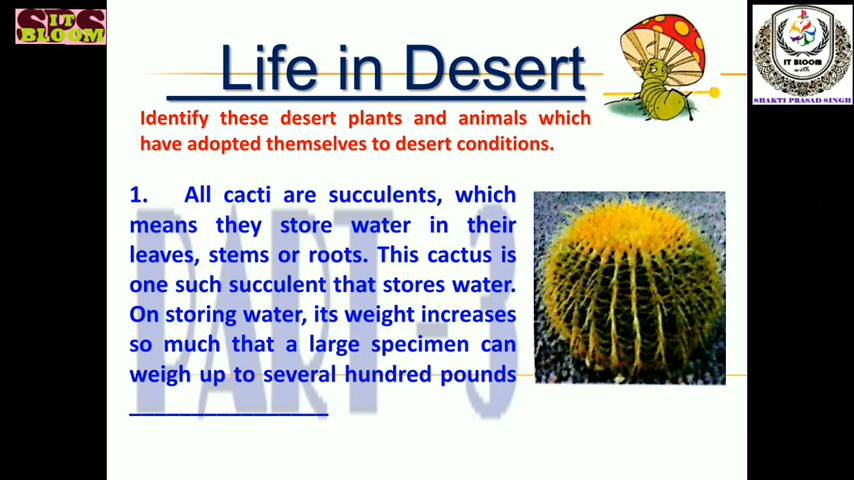 SPS
IT
BLOOM
Life in Desert
IT BLOOM
with
SHAKTI PRASAD SINGH
Identify these desert plants and animals which
have adopted themselves to desert conditions.
1. All cacti are succulents, which
means they store water in their
leaves, stems or roots. This cactus is
one such succulent that stores water.
On storing water, its weight increases
so much that a large specimen can
weigh up to several hundred pounds
__________________
PART-3